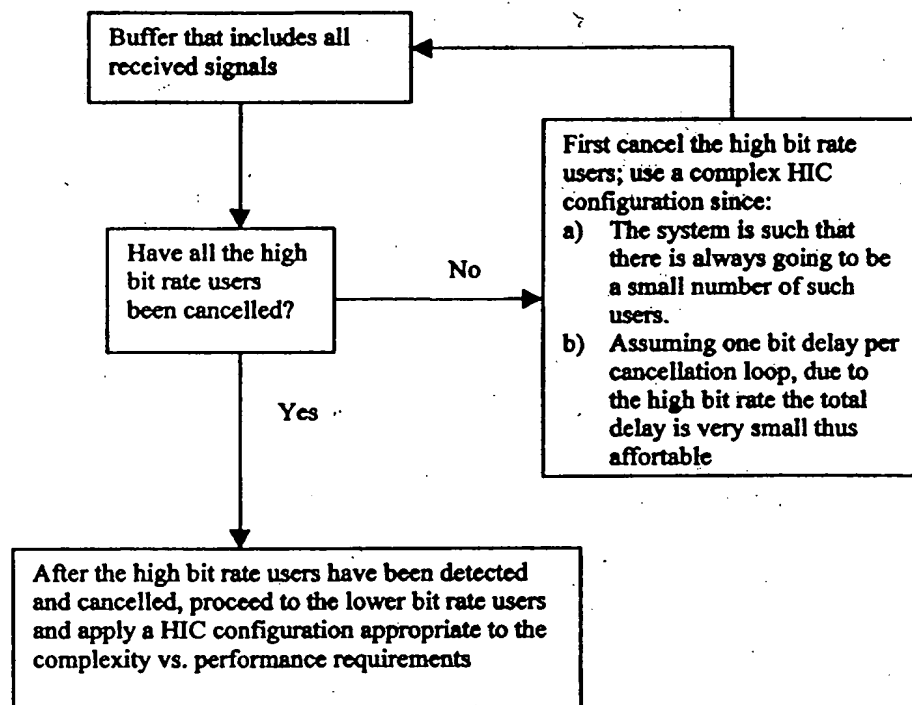 Buffer that includes all
received signals
Have all the high
bit rate users
been cancelled?
No
Yes
First cancel the high bit rate
users; use a complex HIC
configuration since:
a) The system is such that
there is always going to be
a small number of such
users.
b) Assuming one bit delay per
cancellation loop, due to
the high bit rate the total
delay is very small thus
affortable
After the high bit rate users have been detected
and cancelled, proceed to the lower bit rate users
and apply a HIC configuration appropriate to the
complexity vs. performance requirements